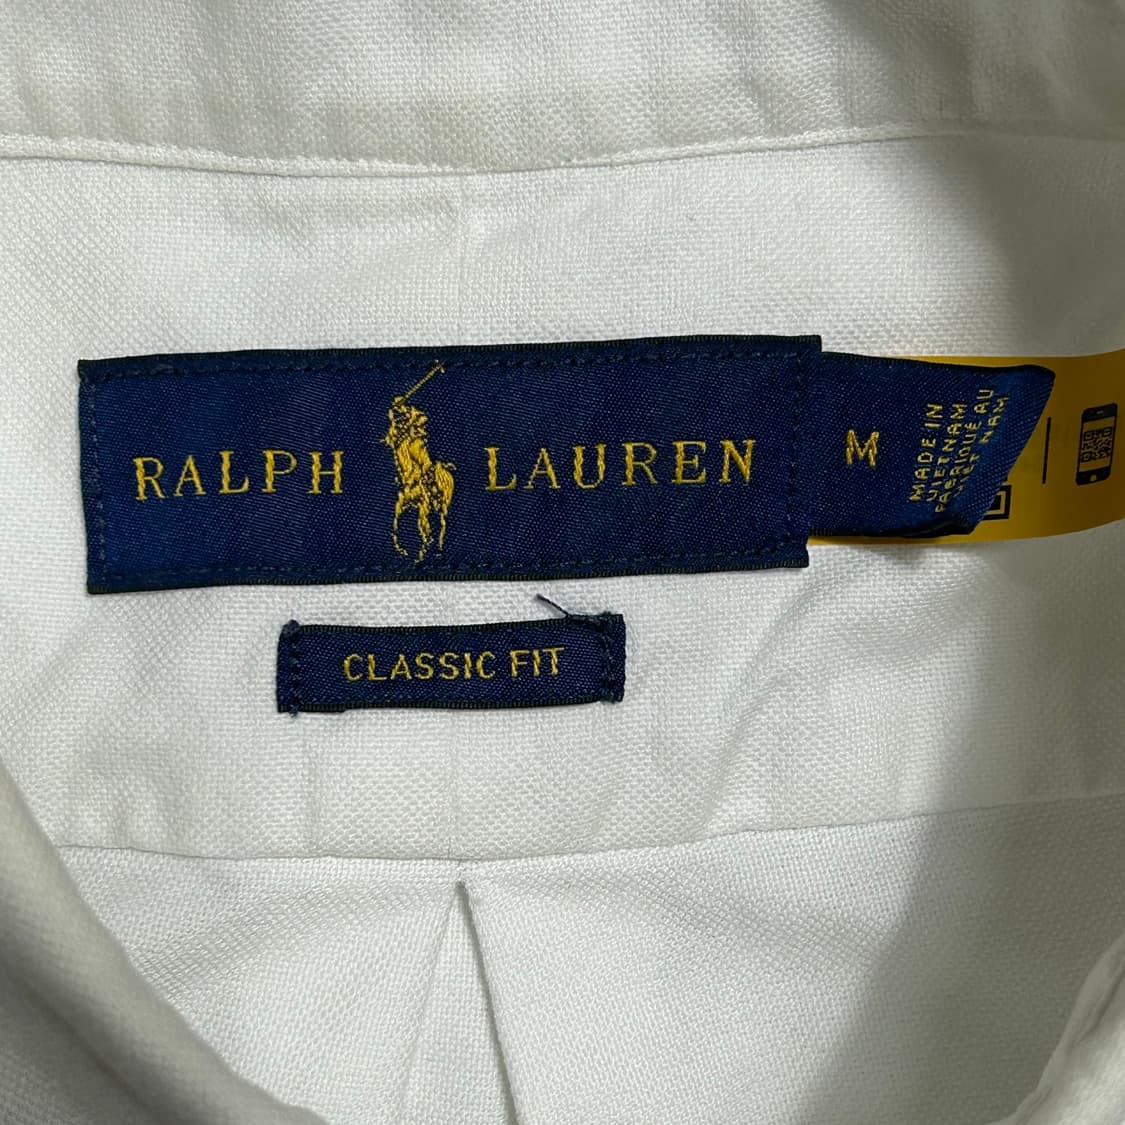 RALPH LAUREN
M
MADE IN
VIETNAM
FABRIQUÉ AU
VIET NAM
CLASSIC FIT